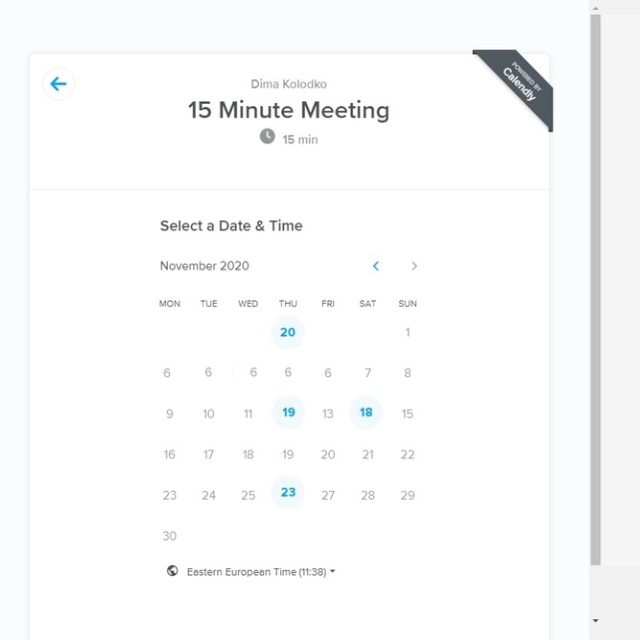 POWERED BY
Calendly
Dima Kolodko
15 Minute Meeting
15 min
Select a Date & Time
November 2020
MON TUE WED THU FRI SAT SUN
20 1
6 6 6 6 6 7 8
9 10 11 19 13 18 15
16 17 18 19 20 21 22
23 24 25 23 27 28 29
30
Eastern European Time (11:38)